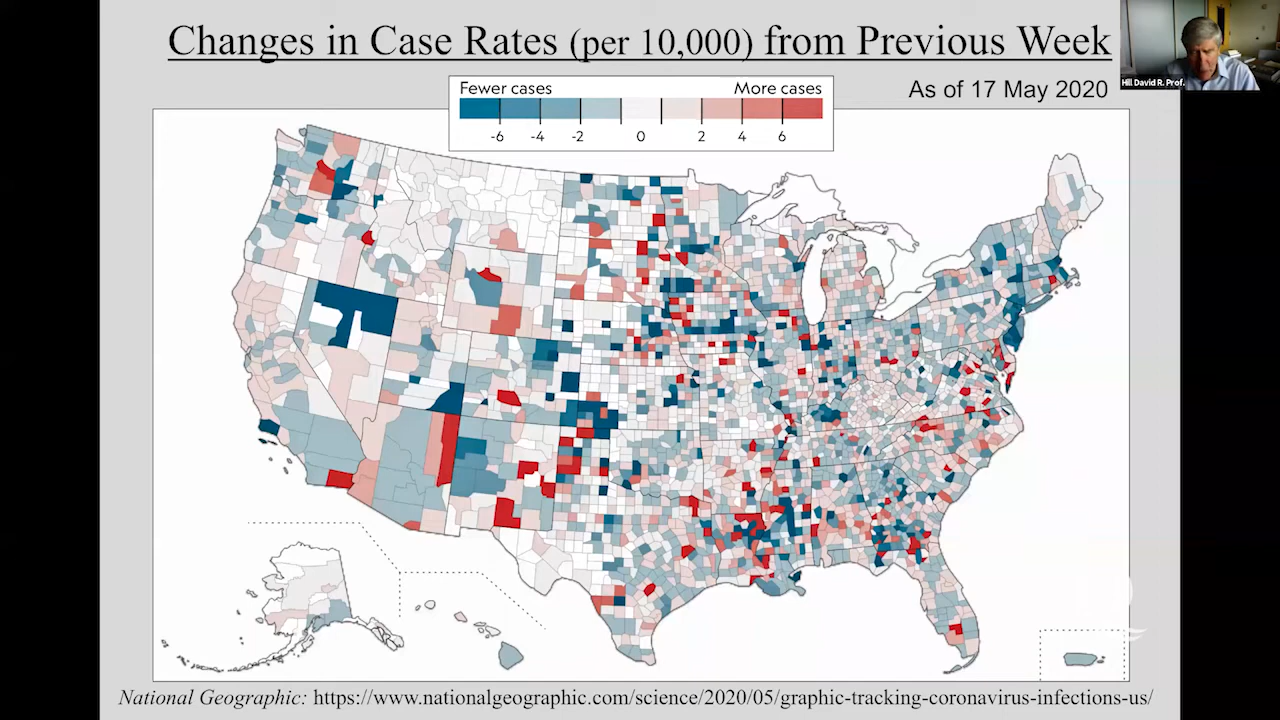 Changes in Case Rates (per 10,000) from Previous Week
Hill David R. Prof.
Fewer cases More cases
-6 -4 -2 0 2 4 6
As of 17 May 2020
National Geographic: https://www.nationalgeographic.com/science/2020/05/graphic-tracking-coronavirus-infections-us/